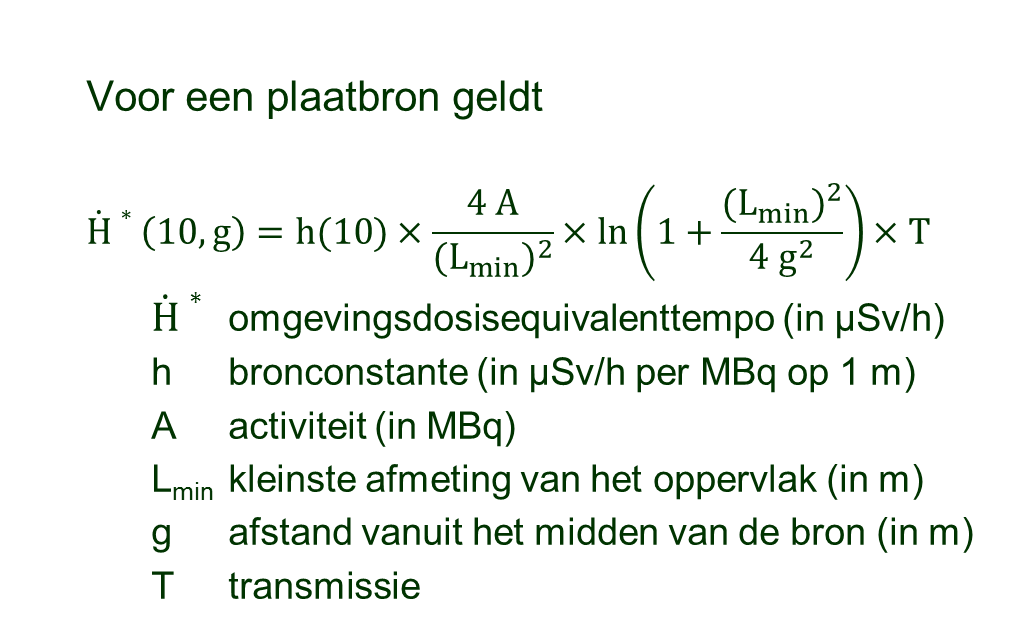 Voor een plaatbron geldt
Ḣ * (10, g) = h(10) × 4 A / (Lmin)² × ln(1 + (Lmin)² / 4 g²) × T
Ḣ * omgevingsdosisequivalenttempo (in µSv/h)
h bronconstante (in µSv/h per MBq op 1 m)
A activiteit (in MBq)
Lmin kleinste afmeting van het oppervlak (in m)
g afstand vanuit het midden van de bron (in m)
T transmissie